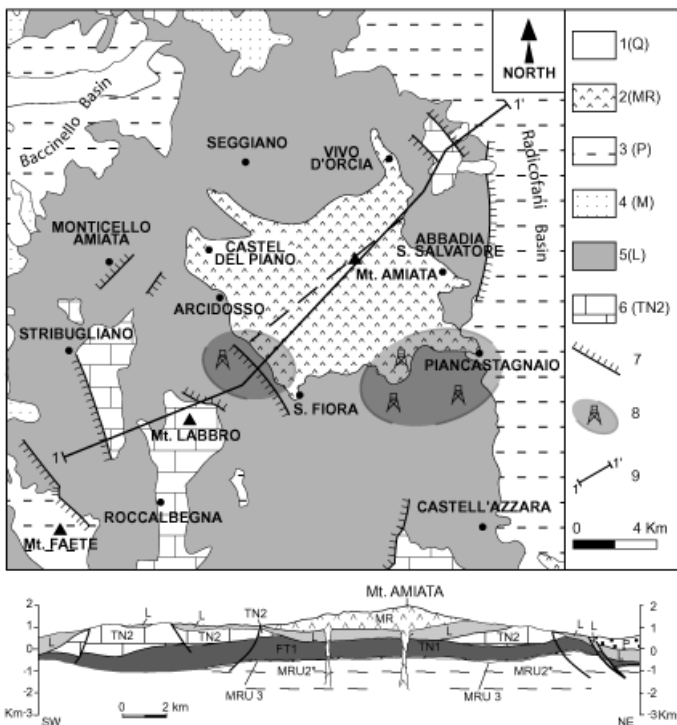 NORTH
Baccinello Basin
SEGGIANO
VIVO
D'ORCIA
1'
Radicofani Basin
MONTICELLO
AMIATA
CASTEL
DEL PIANO
ABBADIA
S. SALVATORE
Mt. AMIATA
ARCIDOSSO
STRIBUGLIANO
PIANCASTAGNAIO
S. FIORA
Mt. LABBRO
1
ROCCALBEGNA
CASTELL'AZZARA
Mt. FAETE
1(Q)
2(MR)
3 (P)
4 (M)
5(L)
6 (TN2)
7
8
1'
1
9
0 4 Km
Mt. AMIATA
2 L L TN2 MR L L L 2
1 TN2 TN2 L TN2 1
0 FT1 TN1 0
-1 MRU2* MRU2* -1
-2 MRU 3 MRU 3 -2
Km-3 0 2 km -3Km
SW NE